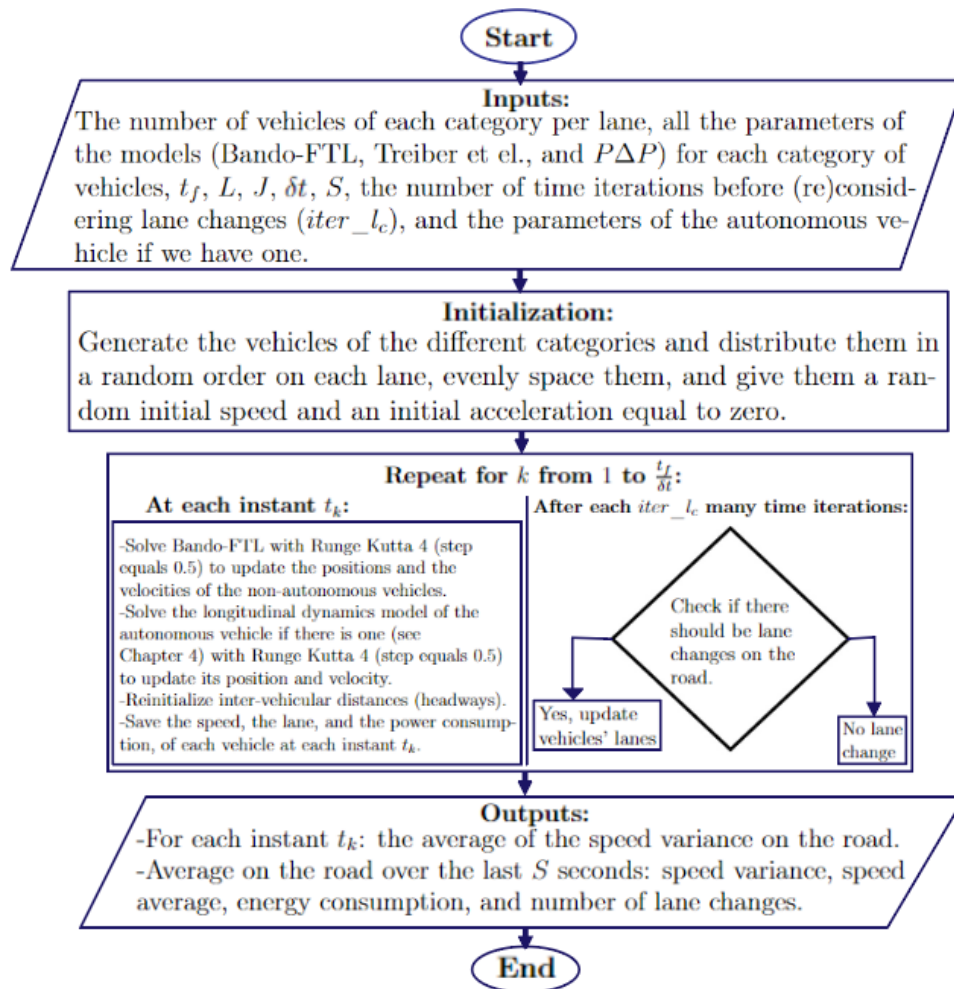 Start
Inputs:
The number of vehicles of each category per lane, all the parameters of
the models (Bando-FTL, Treiber et el., and PΔP) for each category of
vehicles, t_f, L, J, δt, S, the number of time iterations before (re)consid-
ering lane changes (iter_l_c), and the parameters of the autonomous ve-
hicle if we have one.
Initialization:
Generate the vehicles of the different categories and distribute them in
a random order on each lane, evenly space them, and give them a ran-
dom initial speed and an initial acceleration equal to zero.
Repeat for k from 1 to t_f/δt:
At each instant t_k:
-Solve Bando-FTL with Runge Kutta 4 (step
equals 0.5) to update the positions and the
velocities of the non-autonomous vehicles.
-Solve the longitudinal dynamics model of the
autonomous vehicle if there is one (see
Chapter 4) with Runge Kutta 4 (step equals 0.5)
to update its position and velocity.
-Reinitialize inter-vehicular distances (headways).
-Save the speed, the lane, and the power consump-
tion, of each vehicle at each instant t_k.
After each iter_l_c many time iterations:
Check if there
should be lane
changes on the
road.
Yes, update
vehicles' lanes
No lane
change
Outputs:
-For each instant t_k: the average of the speed variance on the road.
-Average on the road over the last S seconds: speed variance, speed
average, energy consumption, and number of lane changes.
End